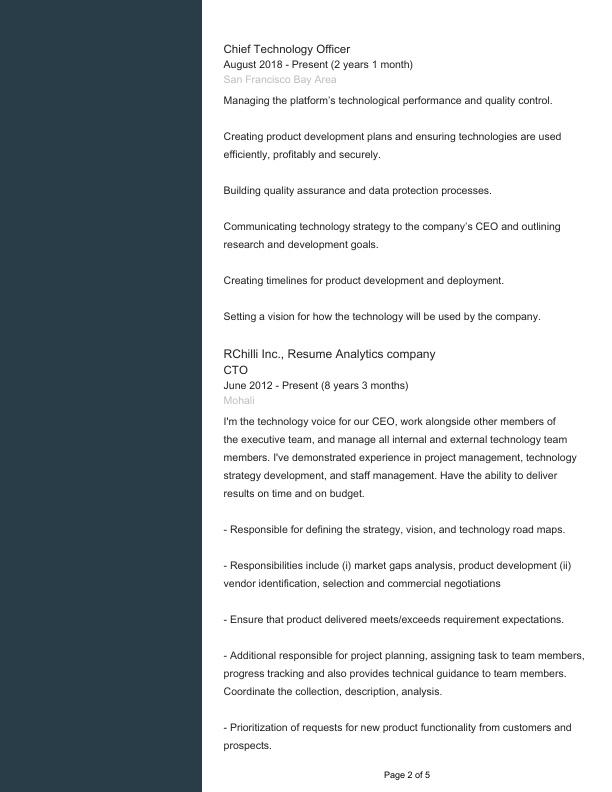 Chief Technology Officer
August 2018 - Present (2 years 1 month)
San Francisco Bay Area
Managing the platform's technological performance and quality control.
Creating product development plans and ensuring technologies are used
efficiently, profitably and securely.
Building quality assurance and data protection processes.
Communicating technology strategy to the company's CEO and outlining
research and development goals.
Creating timelines for product development and deployment.
Setting a vision for how the technology will be used by the company.
RChilli Inc., Resume Analytics company
CTO
June 2012 - Present (8 years 3 months)
Mohali
I'm the technology voice for our CEO, work alongside other members of
the executive team, and manage all internal and external technology team
members. I've demonstrated experience in project management, technology
strategy development, and staff management. Have the ability to deliver
results on time and on budget.
- Responsible for defining the strategy, vision, and technology road maps.
- Responsibilities include (i) market gaps analysis, product development (ii)
vendor identification, selection and commercial negotiations
- Ensure that product delivered meets/exceeds requirement expectations.
- Additional responsible for project planning, assigning task to team members,
progress tracking and also provides technical guidance to team members.
Coordinate the collection, description, analysis.
- Prioritization of requests for new product functionality from customers and
prospects.
Page 2 of 5